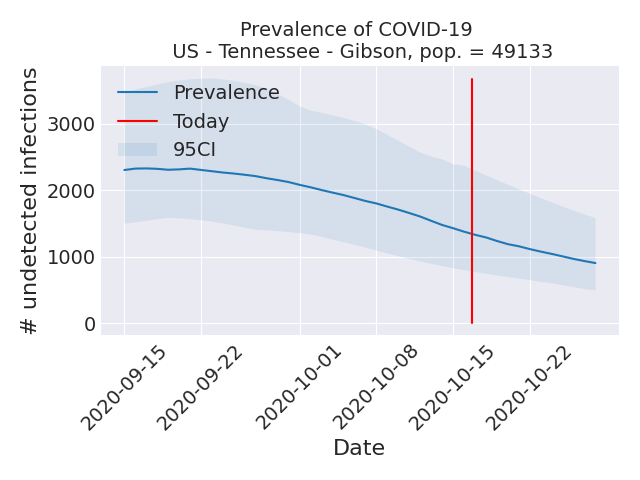 Prevalence of COVID-19
US - Tennessee - Gibson, pop. = 49133
# undetected infections
3000
2000
1000
0
Prevalence
Today
95CI
2020-09-15
2020-09-22
2020-10-01
2020-10-08
2020-10-15
2020-10-22
Date